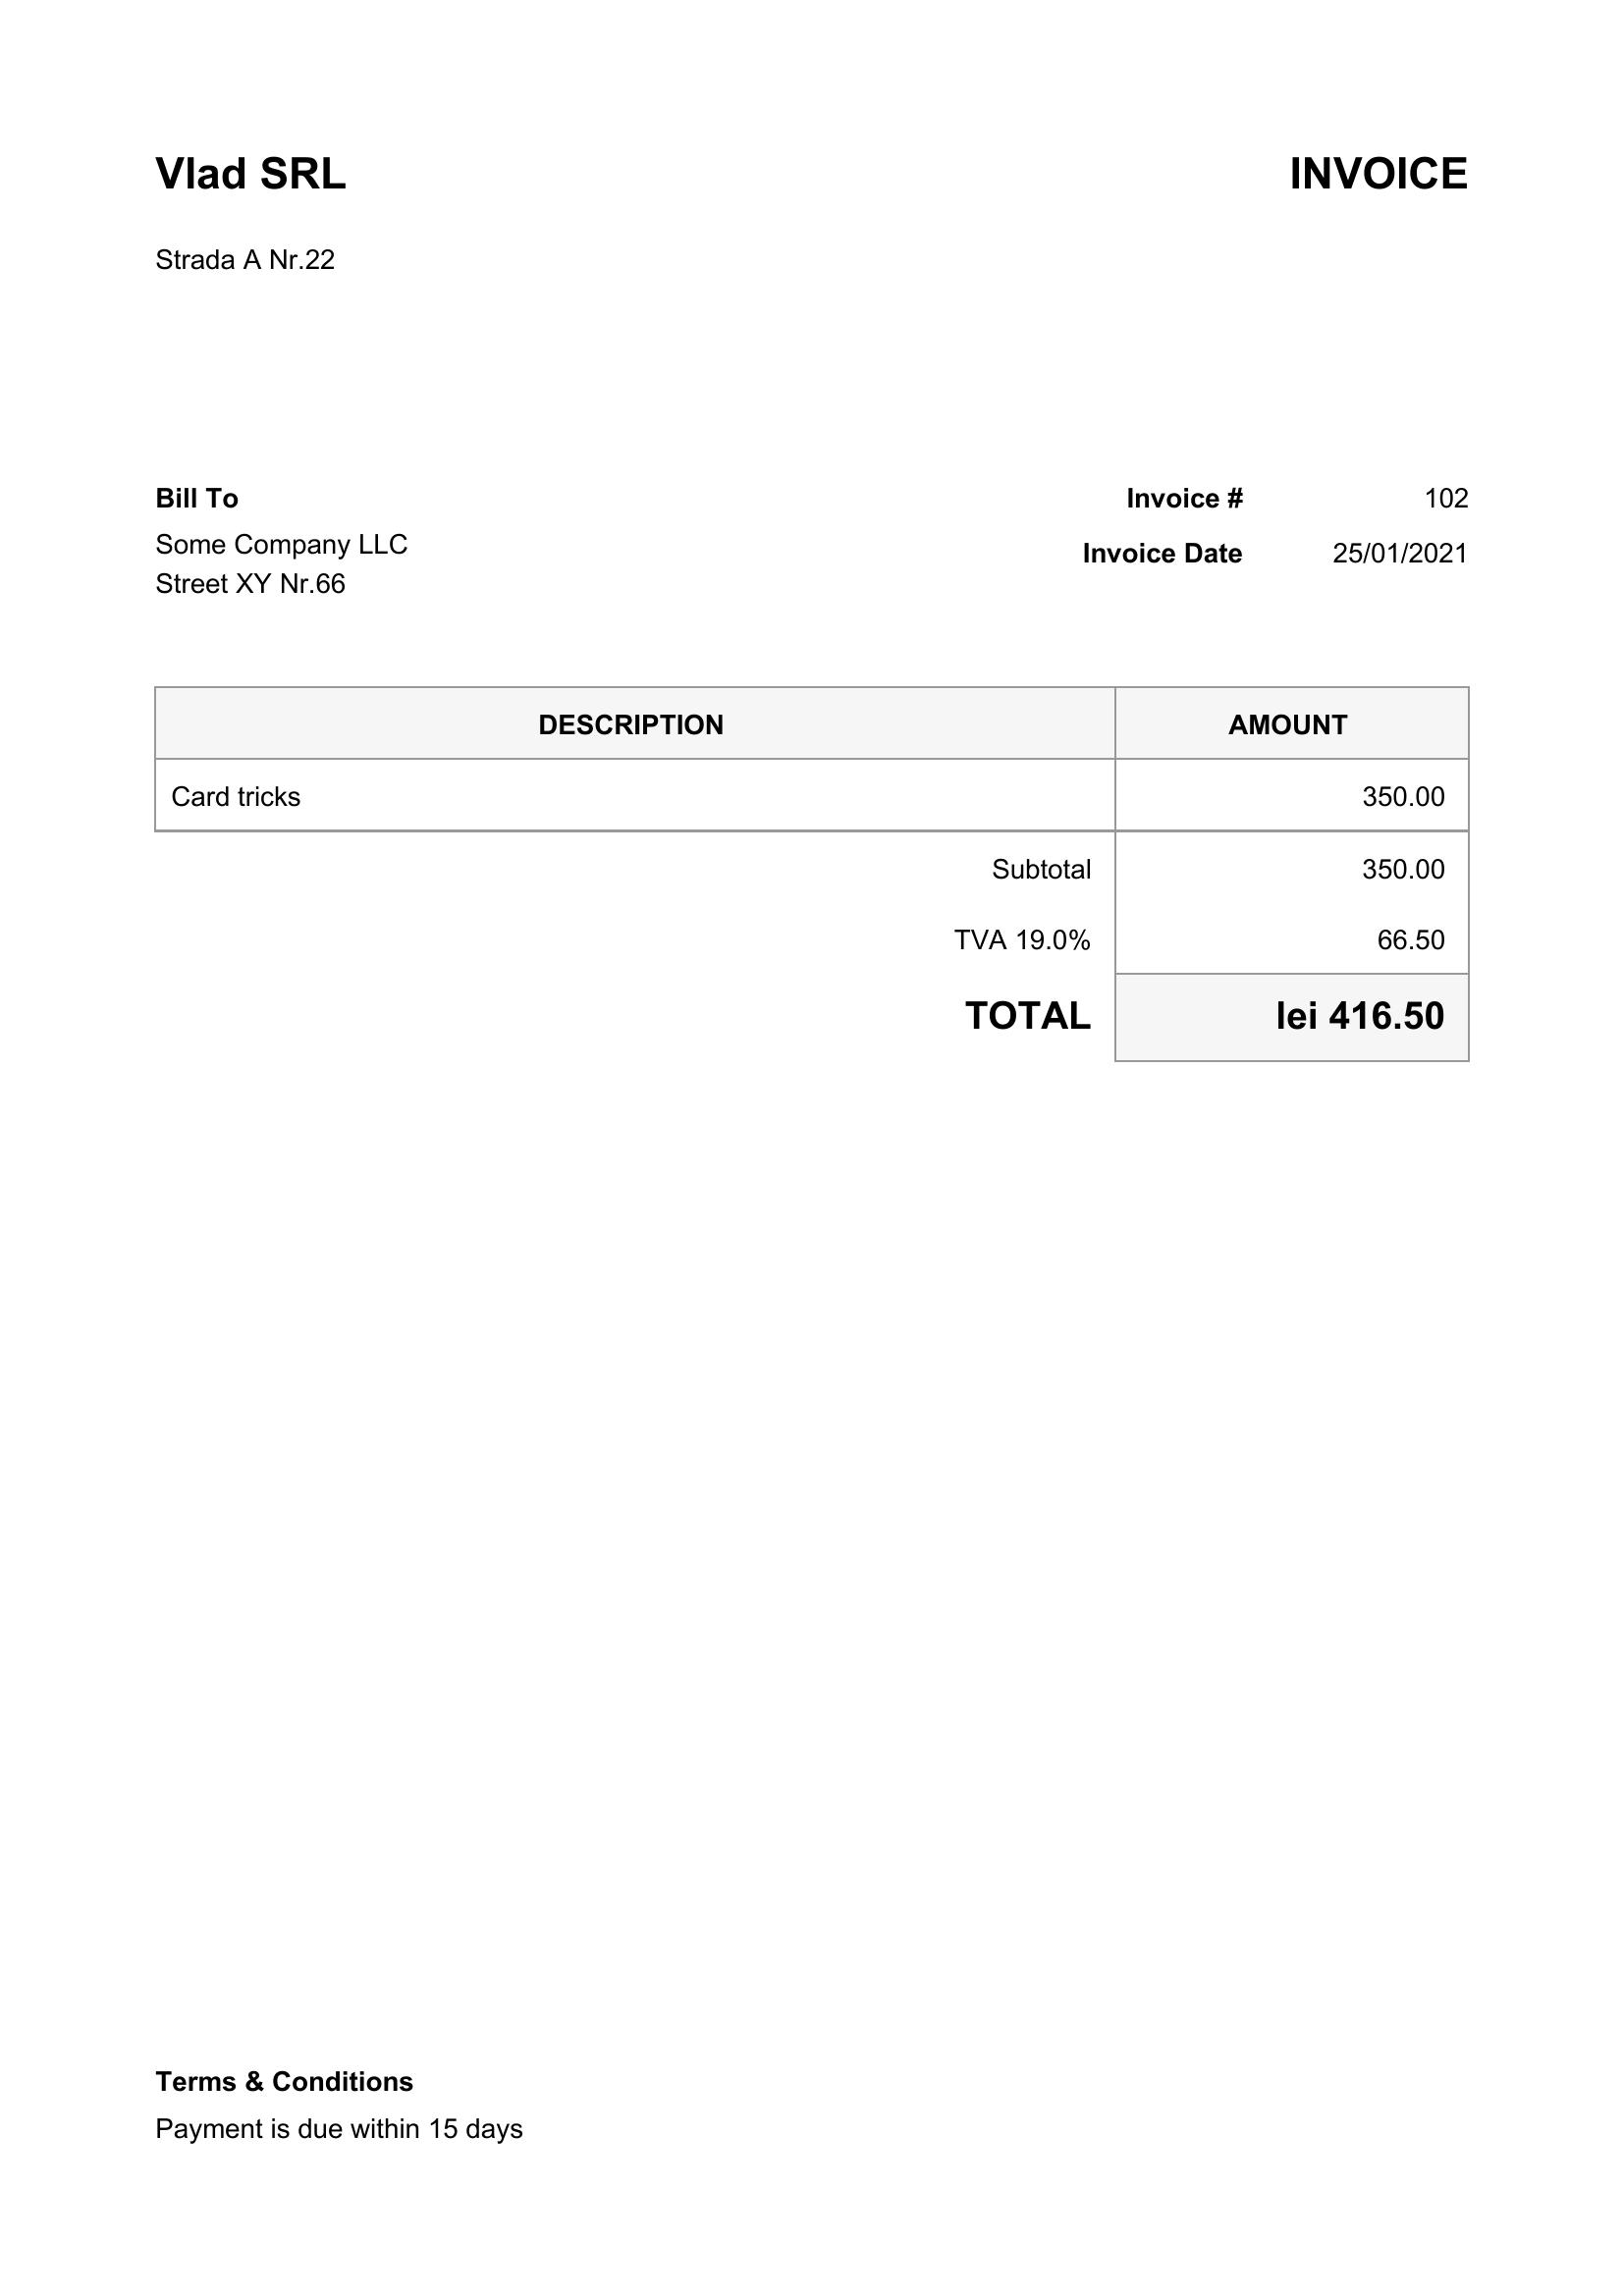 Vlad SRL INVOICE
Strada A Nr.22
Bill To Invoice # 102
Some Company LLC Invoice Date 25/01/2021
Street XY Nr.66
DESCRIPTION AMOUNT
Card tricks 350.00
Subtotal 350.00
TVA 19.0% 66.50
TOTAL lei 416.50
Terms & Conditions
Payment is due within 15 days